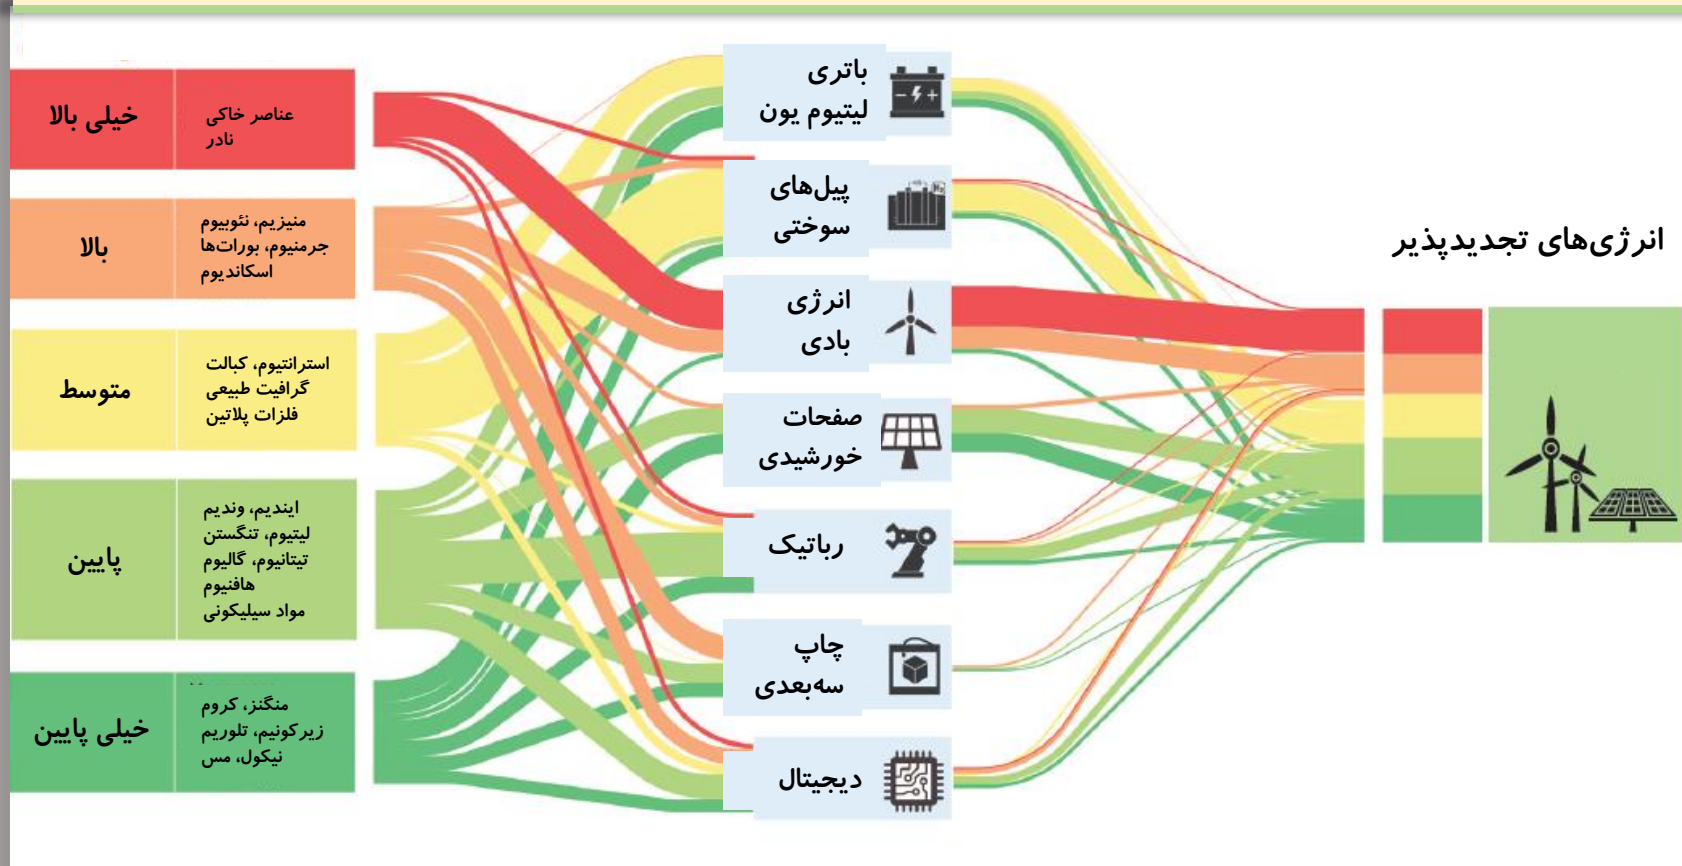 خیلی بالا
عناصر خاکی
نادر
بالا
منیزیم، نئوبیوم
جرمنیوم، بورات‌ها
اسکاندیوم
متوسط
استرانتیوم، کبالت
گرافیت طبیعی
فلزات پلاتین
پایین
ایندیم، وندیم
لیتیوم، تنگستن
تیتانیوم، گالیوم
هافنیوم
مواد سیلیکونی
خیلی پایین
منگنز، کروم
زیرکونیم، تلوریم
نیکول، مس
باتری
لیتیوم یون
پیل‌های
سوختی
انرژی
بادی
صفحات
خورشیدی
رباتیک
چاپ
سه‌بعدی
دیجیتال
انرژی‌های تجدیدپذیر